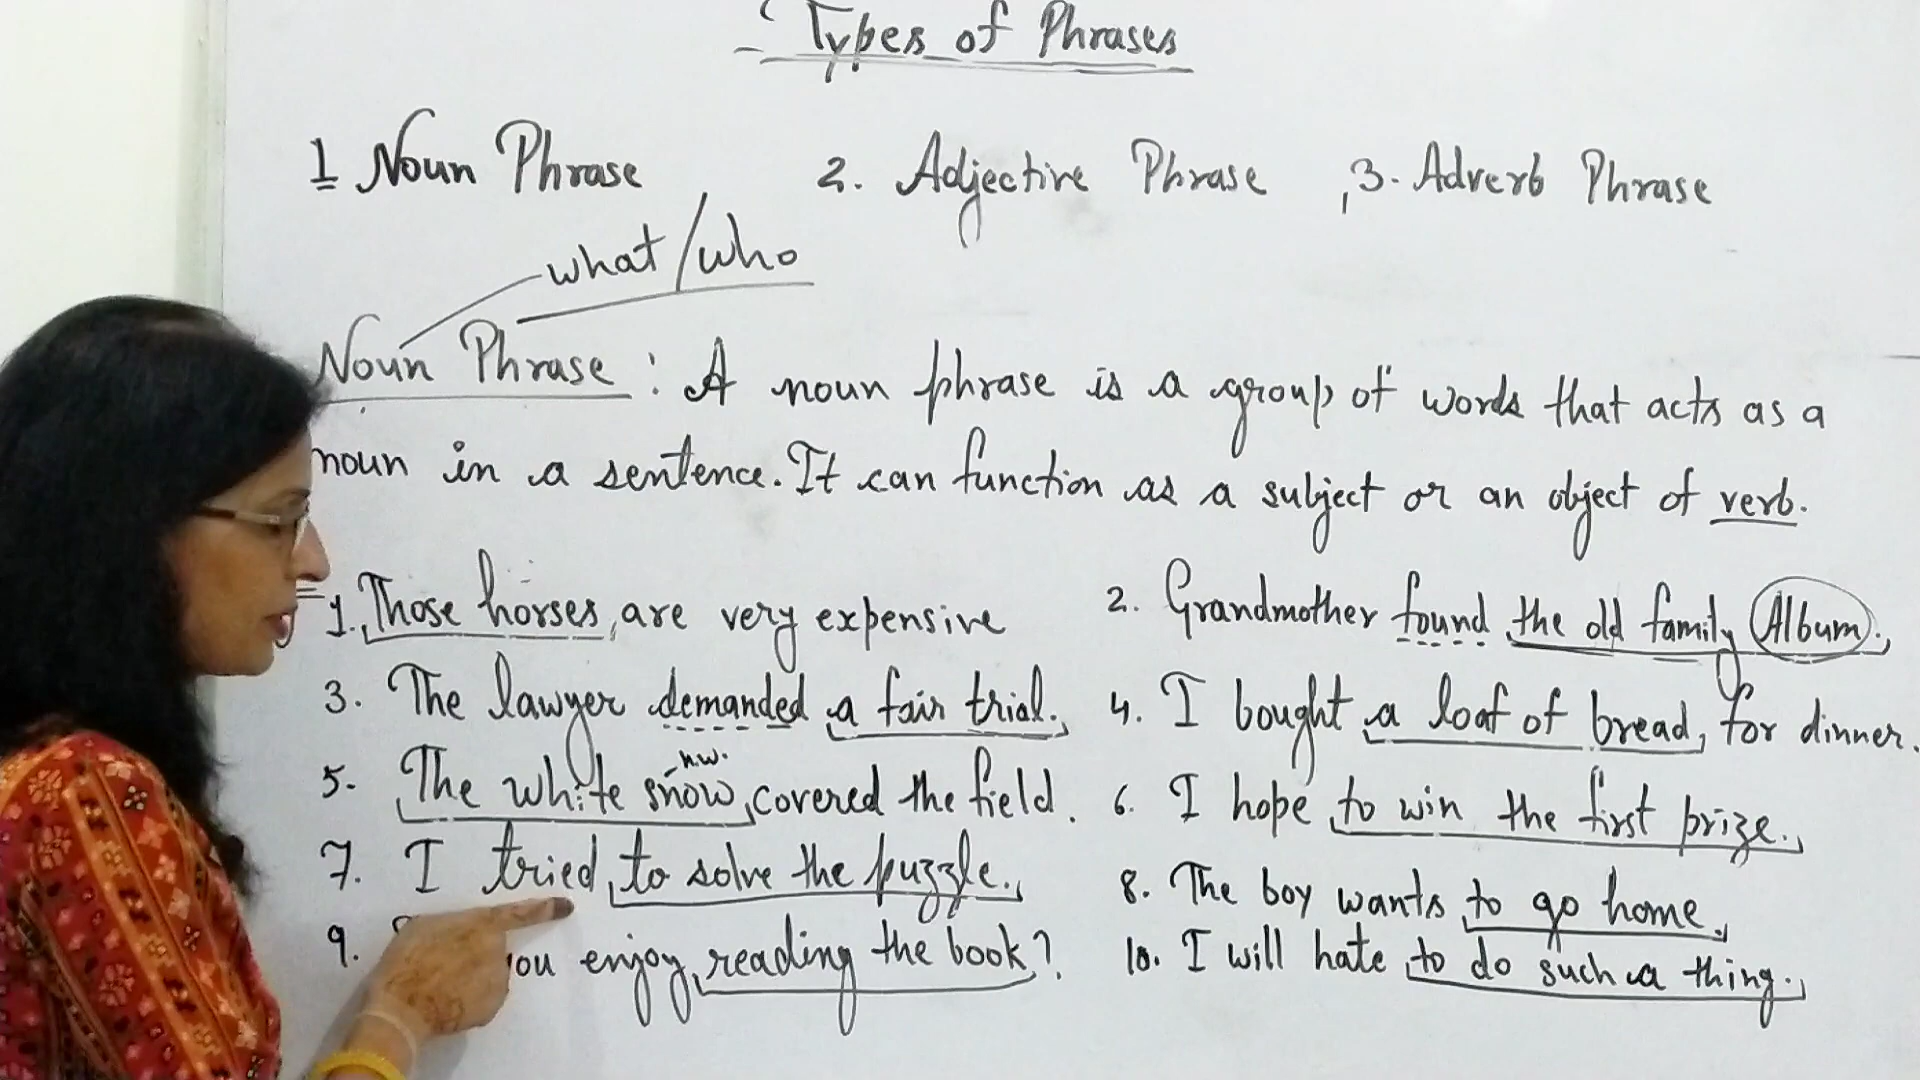 Types of Phrases
1 Noun Phrase 2. Adjective Phrase , 3. Adverb Phrase
what/who
Noun Phrase : A noun phrase is a group of words that acts as a
noun in a sentence. It can function as a subject or an object of verb.
1. Those horses are very expensive 2. Grandmother found the old family Album.
3. The lawyer demanded a fair trial. 4. I bought a loaf of bread for dinner.
n.w.
5. The white snow covered the field. 6. I hope to win the first prize.
7. I tried to solve the puzzle. 8. The boy wants to go home.
9. you enjoy reading the book? 10. I will hate to do such a thing.